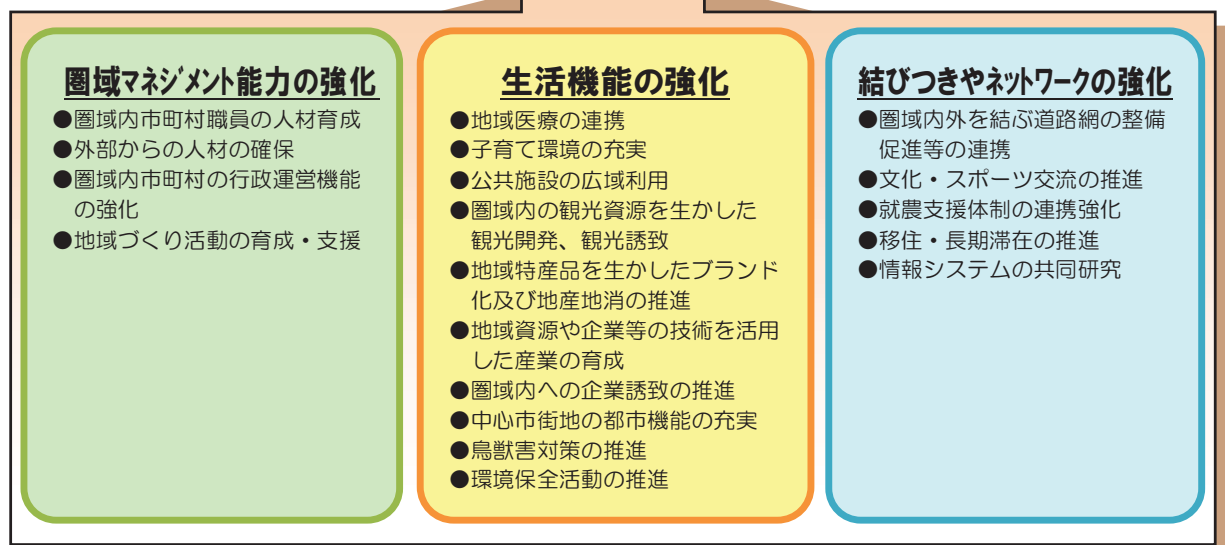 圏域マネジメント能力の強化
●圏域内市町村職員の人材育成
●外部からの人材の確保
●圏域内市町村の行政運営機能
の強化
●地域づくり活動の育成・支援
生活機能の強化
●地域医療の連携
●子育て環境の充実
●公共施設の広域利用
●圏域内の観光資源を生かした
観光開発、観光誘致
●地域特産品を生かしたブランド
化及び地産地消の推進
●地域資源や企業等の技術を活用
した産業の育成
●圏域内への企業誘致の推進
●中心市街地の都市機能の充実
●鳥獣害対策の推進
●環境保全活動の推進
結びつきやネットワークの強化
●圏域内外を結ぶ道路網の整備
促進等の連携
●文化・スポーツ交流の推進
●就農支援体制の連携強化
●移住・長期滞在の推進
●情報システムの共同研究